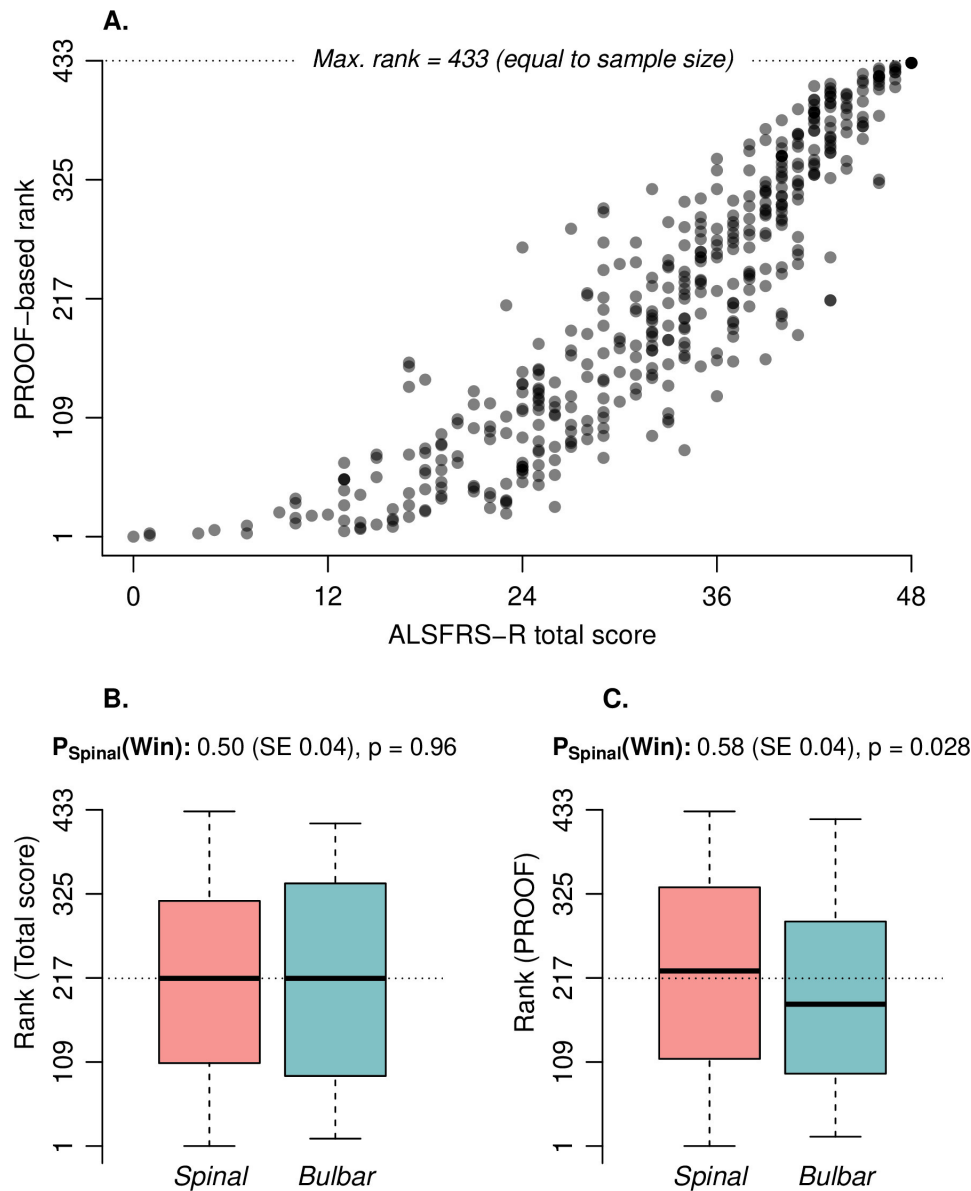 A.
Max. rank = 433 (equal to sample size)
433
325
217
109
1
PROOF−based rank
0 12 24 36 48
ALSFRS−R total score
B.
P_Spinal(Win): 0.50 (SE 0.04), p = 0.96
433
325
217
109
1
Rank (Total score)
Spinal Bulbar
C.
P_Spinal(Win): 0.58 (SE 0.04), p = 0.028
433
325
217
109
1
Rank (PROOF)
Spinal Bulbar